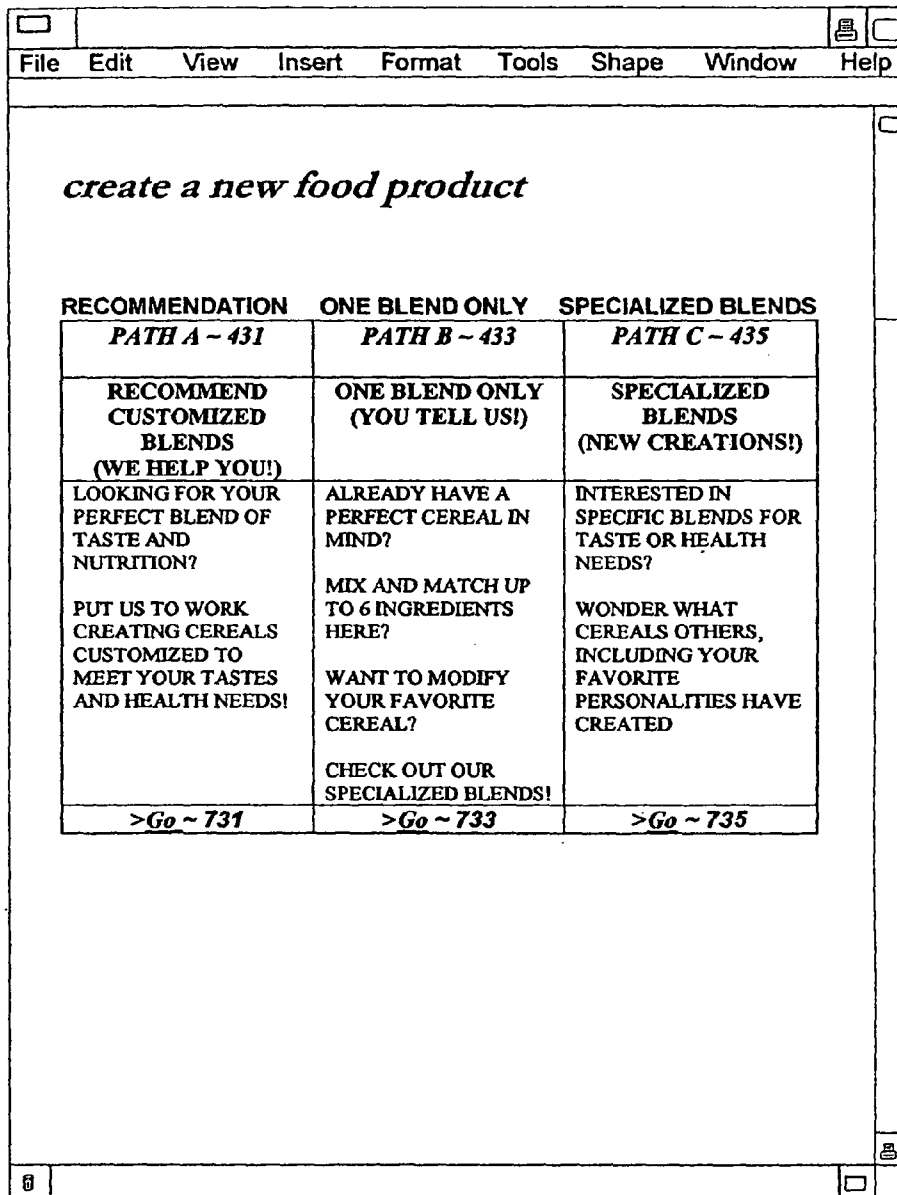 File Edit View Insert Format Tools Shape Window Help
create a new food product
RECOMMENDATION ONE BLEND ONLY SPECIALIZED BLENDS
PATH A ~ 431 PATH B ~ 433 PATH C ~ 435
RECOMMEND
CUSTOMIZED
BLENDS
(WE HELP YOU!)
ONE BLEND ONLY
(YOU TELL US!)
SPECIALIZED
BLENDS
(NEW CREATIONS!)
LOOKING FOR YOUR
PERFECT BLEND OF
TASTE AND
NUTRITION?
PUT US TO WORK
CREATING CEREALS
CUSTOMIZED TO
MEET YOUR TASTES
AND HEALTH NEEDS!
ALREADY HAVE A
PERFECT CEREAL IN
MIND?
MIX AND MATCH UP
TO 6 INGREDIENTS
HERE?
WANT TO MODIFY
YOUR FAVORITE
CEREAL?
CHECK OUT OUR
SPECIALIZED BLENDS!
INTERESTED IN
SPECIFIC BLENDS FOR
TASTE OR HEALTH
NEEDS?
WONDER WHAT
CEREALS OTHERS,
INCLUDING YOUR
FAVORITE
PERSONALITIES HAVE
CREATED
>Go ~ 731 >Go ~ 733 >Go ~ 735